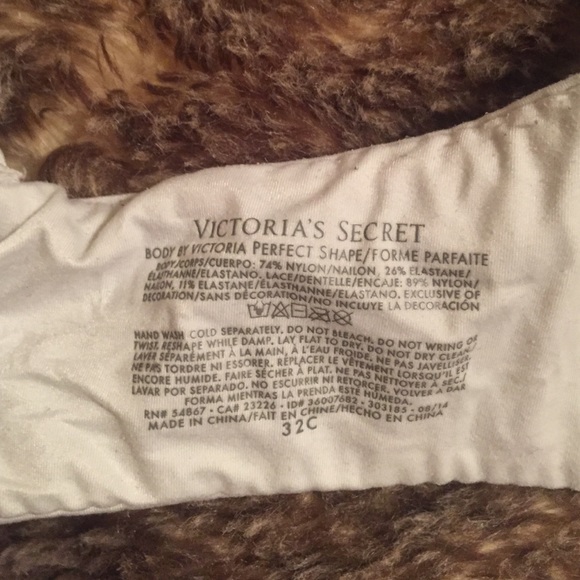 VICTORIA'S SECRET
BODY BY VICTORIA PERFECT SHAPE/FORME PARFAITE
BODY/CORPS/CUERPO: 74% NYLON/NAILON, 26% ELASTANE/
ÉLASTHANNE/ELASTANO. LACE/DENTELLE/ENCAJE: 89% NYLON/
NAILON, 11% ELASTANE/ÉLASTHANNE/ELASTANO. EXCLUSIVE OF
DECORATION/SANS DÉCORATION/NO INCLUYE LA DECORACIÓN
HAND WASH COLD SEPARATELY. DO NOT BLEACH. DO NOT WRING OR
TWIST. RESHAPE WHILE DAMP. LAY FLAT TO DRY. DO NOT DRY CLEAN./
LAVER SÉPARÉMENT À LA MAIN, À L'EAU FROIDE. NE PAS JAVELLISER.
NE PAS TORDRE NI ESSORER. REPLACER LE VÊTEMENT LORSQU'IL EST
ENCORE HUMIDE. FAIRE SÉCHER À PLAT. NE PAS NETTOYER À SEC./
LAVAR POR SEPARADO. NO ESCURRIR NI RETORCER. VOLVER A DAR
FORMA MIENTRAS LA PRENDA ESTÉ HÚMEDA.
RN# 54867 • CA# 23226 • ID# 36007682 • 303185 • 08/14
MADE IN CHINA/FAIT EN CHINE/HECHO EN CHINA
32C